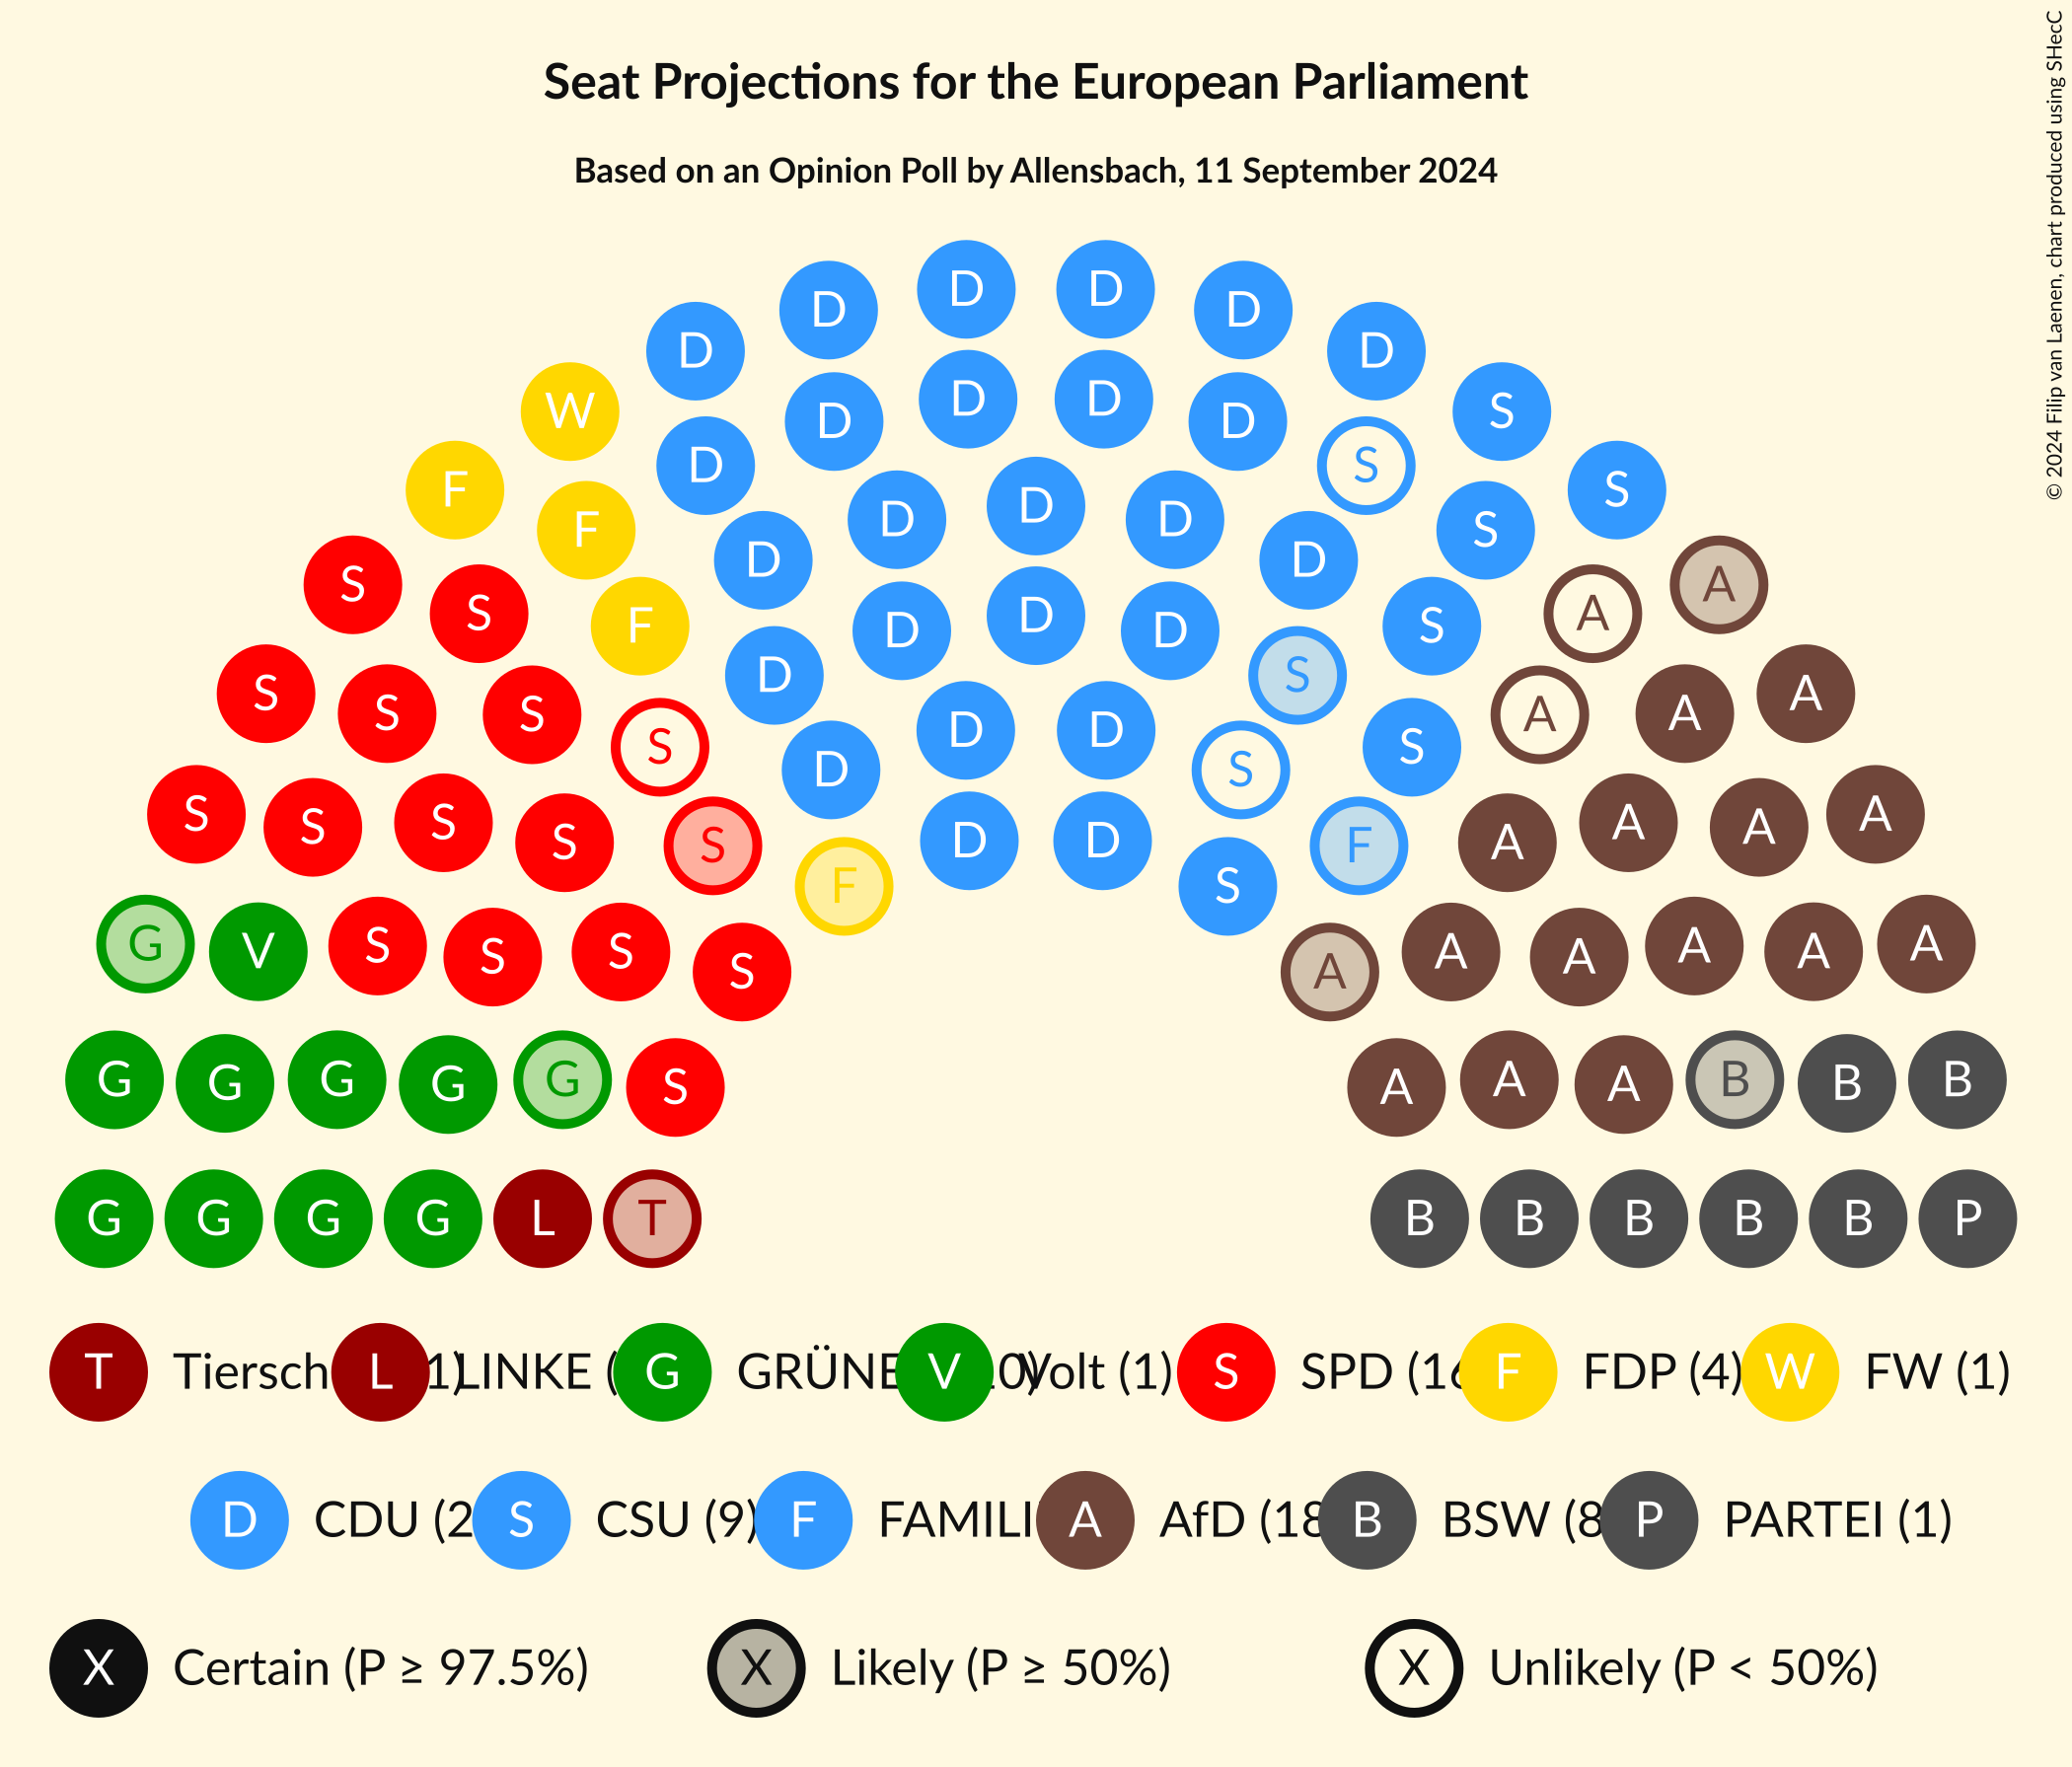 Seat Projections for the European Parliament
Based on an Opinion Poll by Allensbach, 11 September 2024
© 2024 Filip van Laenen, chart produced using SHecC
D D
D D
D D
D D
W S
D D
F S
D S
D
D D
F S
D
S A
D D
S A
F S
D D
D S
S A
S A
S A
D D
S S
D D
D S
S A
S A
S A
D D
S F
S A
F S
G A
S A
V A
S A
S A
S A
G B
G B
G B
G A
G A
S A
G G G G L T B B B B B P
T Tiersch 1) L LINKE ( G GRÜNE 0) V Volt (1) S SPD (16 F FDP (4) W FW (1)
D CDU (2 S CSU (9) F FAMILI A AfD (18 B BSW (8 P PARTEI (1)
X Certain (P ≥ 97.5%) X Likely (P ≥ 50%) X Unlikely (P < 50%)